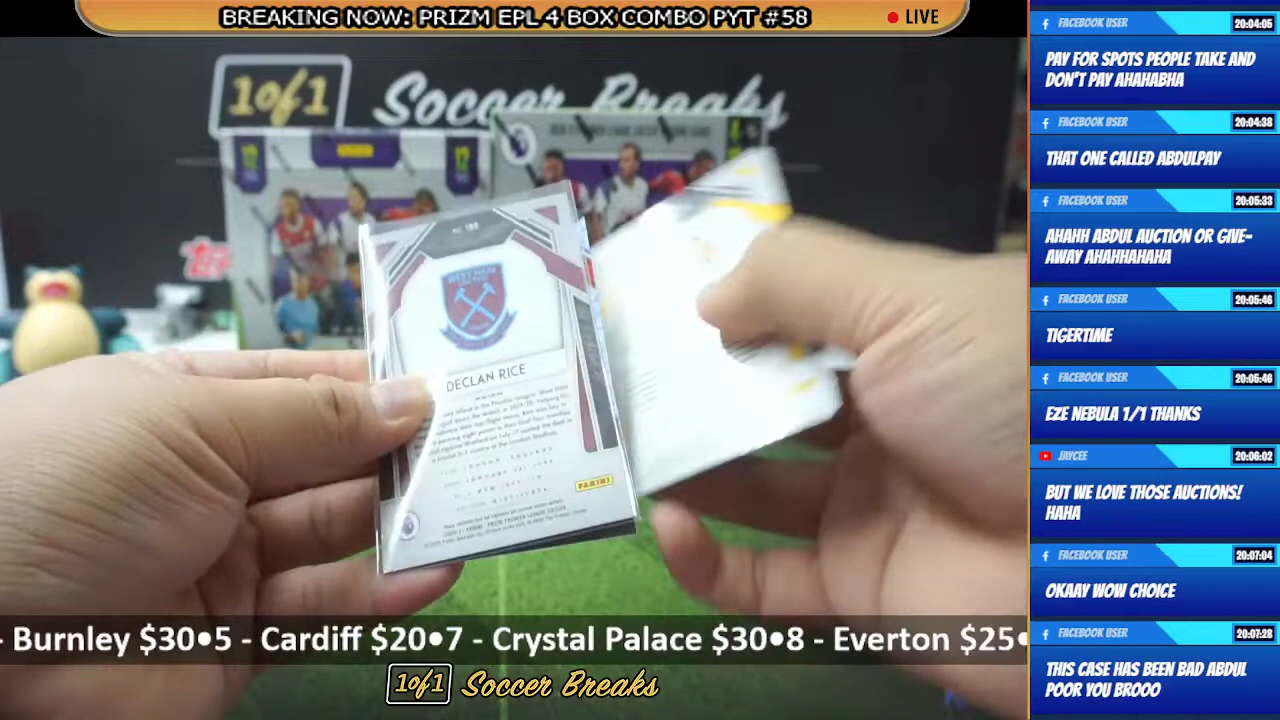 BREAKING NOW: PRIZM EPL 4 BOX COMBO PYT #58
LIVE
1of1 Soccer Breaks
WEST HAM
UNITED
DECLAN RICE
PANINI
- Burnley $30•5 - Cardiff $20•7 - Crystal Palace $30•8 - Everton $25•
1of1 Soccer Breaks
FACEBOOK USER 20:04:05
PAY FOR SPOTS PEOPLE TAKE AND
DON'T PAY AHAHABHA
FACEBOOK USER 20:04:38
THAT ONE CALLED ABDULPAY
FACEBOOK USER 20:05:33
AHAHH ABDUL AUCTION OR GIVE-
AWAY AHAHHAHAHA
FACEBOOK USER 20:05:46
TIGERTIME
FACEBOOK USER 20:05:46
EZE NEBULA 1/1 THANKS
JAYCEE 20:06:02
BUT WE LOVE THOSE AUCTIONS!
HAHA
FACEBOOK USER 20:07:04
OKAAY WOW CHOICE
FACEBOOK USER 20:07:28
THIS CASE HAS BEEN BAD ABDUL
POOR YOU BROOO